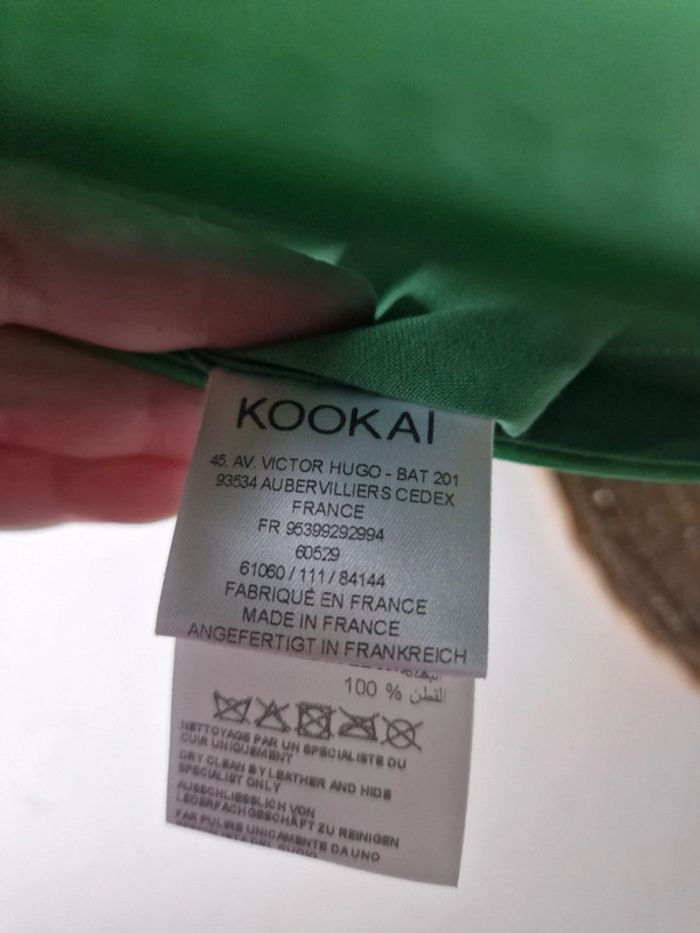 KOOKAI
45, AV. VICTOR HUGO - BAT 201
93534 AUBERVILLIERS CEDEX
FRANCE
FR 95399292994
60529
61060 / 111 / 84144
FABRIQUÉ EN FRANCE
MADE IN FRANCE
ANGEFERTIGT IN FRANKREICH
100 % القطن
NETTOYAGE PAR UN SPECIALISTE DU
CUIR UNIQUEMENT
DRY CLEAN BY LEATHER AND HIDE
SPECIALIST ONLY
AUSSCHLIESSLICH VON
LEDERFACHGESCHÄFT ZU REINIGEN
FAR PULIRE UNICAMENTE DA UNO